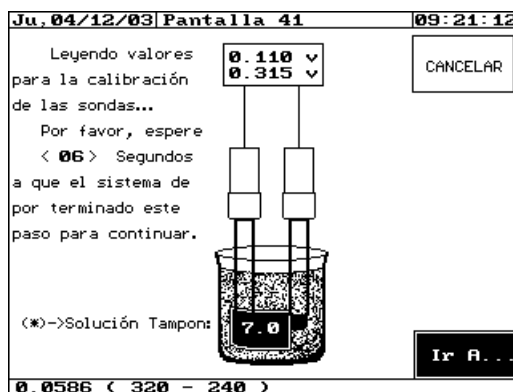 Ju,04/12/03 Pantalla 41 09:21:12
Leyendo valores
para la calibración
de las sondas...
Por favor, espere
< 06 > Segundos
a que el sistema de
por terminado este
paso para continuar.
0.110 v
0.315 v
CANCELAR
(*)->Solución Tampon:
7.0
Ir A...
0.0586 ( 320 - 240 )